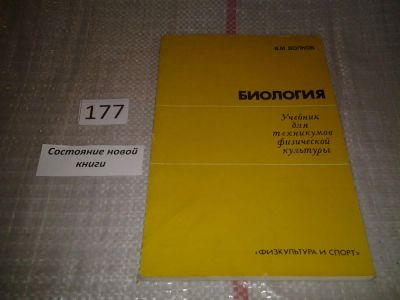 177
Состояние новой
книги
В.М. ВОЛКОВ
БИОЛОГИЯ
Учебник
для
техникумов
физической
культуры
«ФИЗКУЛЬТУРА И СПОРТ»